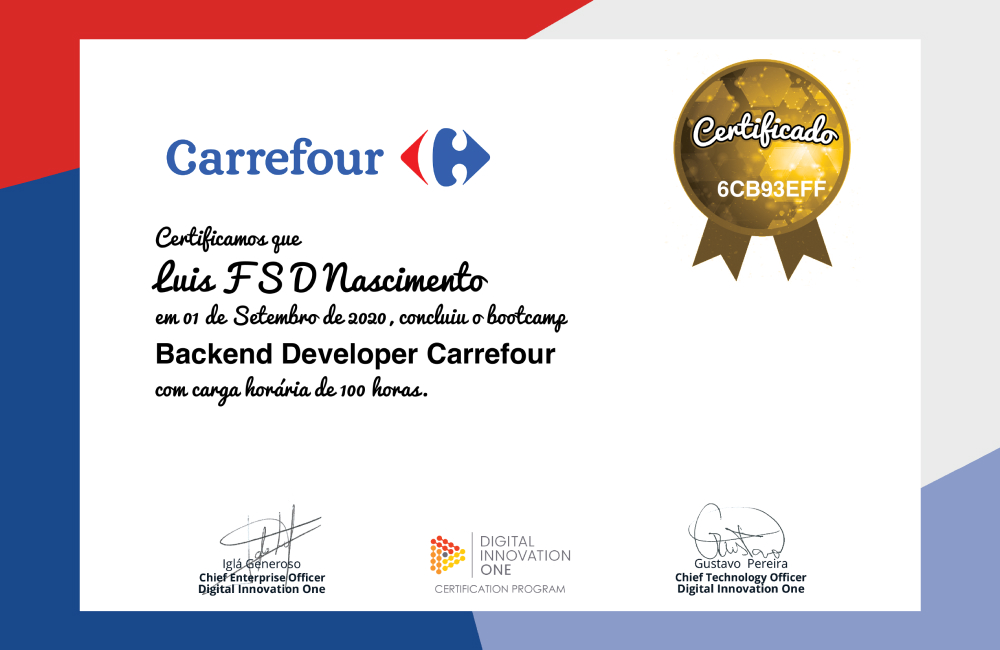 Carrefour
Certificado
6CB93EFF
Certificamos que
Luis F S D Nascimento
em 01 de Setembro de 2020, concluiu o bootcamp
Backend Developer Carrefour
com carga horária de 100 horas.
Iglá Generoso
Chief Enterprise Officer
Digital Innovation One
DIGITAL
INNOVATION
ONE
CERTIFICATION PROGRAM
Gustavo
Gustavo Pereira
Chief Technology Officer
Digital Innovation One